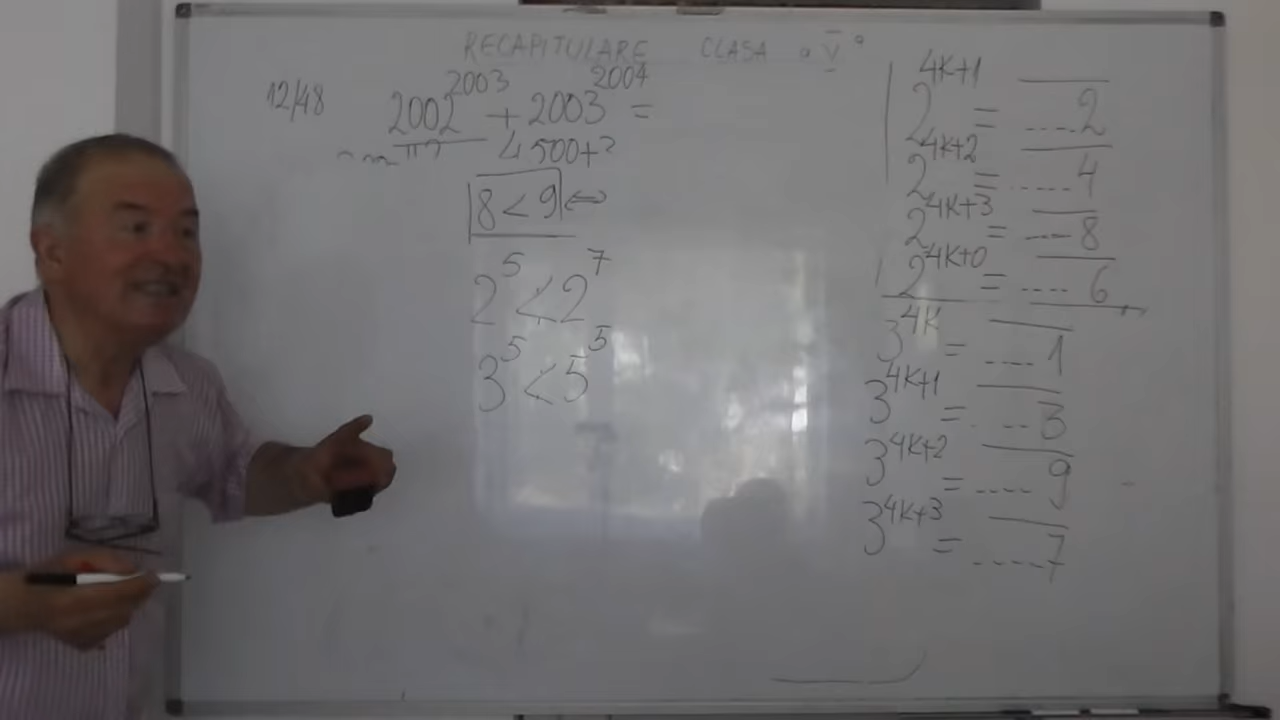 RECAPITULARE CLASA a V a
12/48 2002^2003 + 2003^2004 =
4 500+?
8 < 9 ⇔
2^5 < 2^7
3^5 < 5^5
2^4K+1 = ....2
2^4K+2 = .....4
2^4K+3 = ....8
2^4K+0 = .... 6
3^4K = ....1
3^4K+1 = . ..3
3^4K+2 = ....9
3^4K+3 = .....7